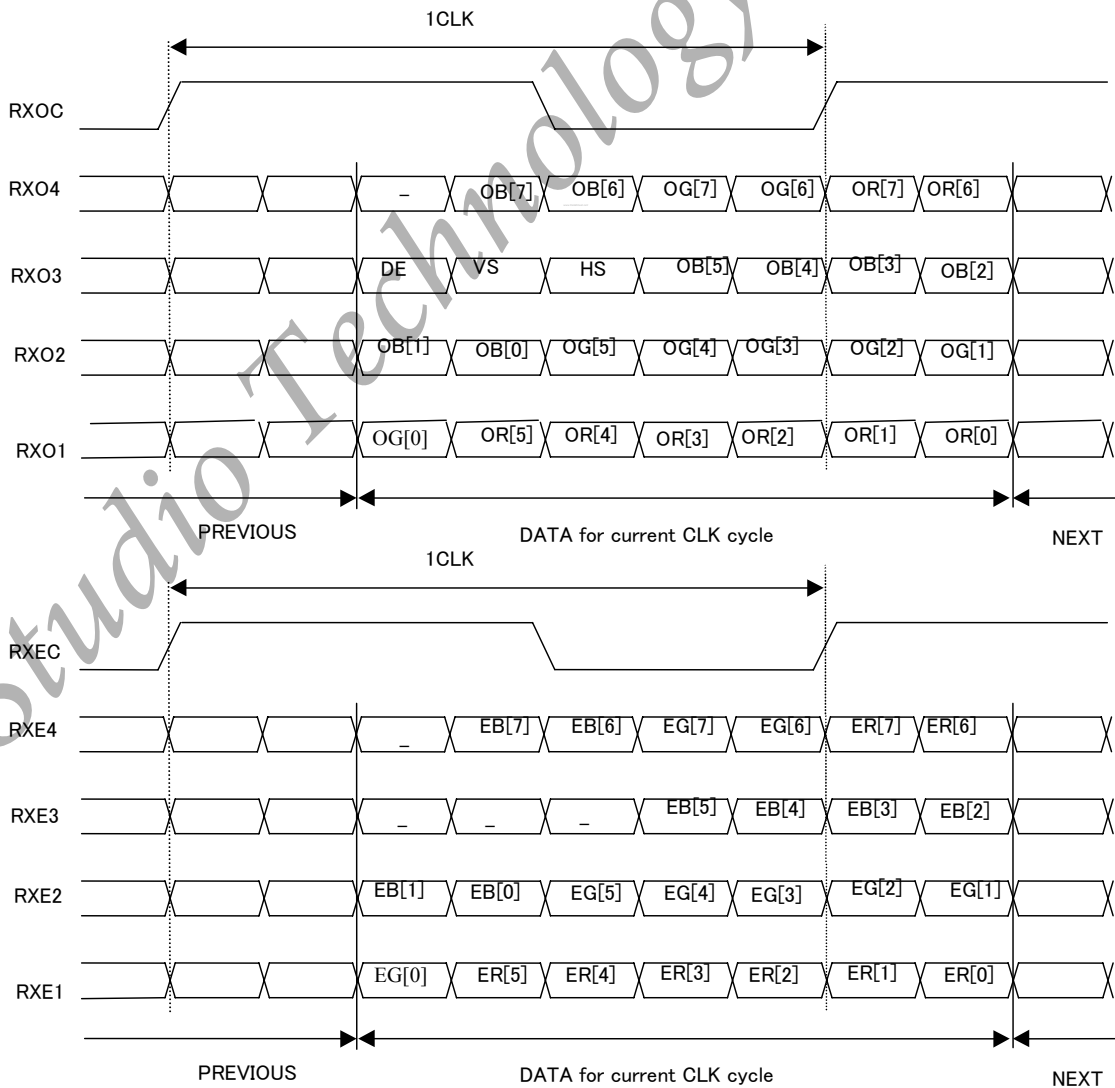 1CLK
RXOC
RXO4 – OB[7] OB[6] OG[7] OG[6] OR[7] OR[6]
RXO3 DE VS HS OB[5] OB[4] OB[3] OB[2]
RXO2 OB[1] OB[0] OG[5] OG[4] OG[3] OG[2] OG[1]
RXO1 OG[0] OR[5] OR[4] OR[3] OR[2] OR[1] OR[0]
PREVIOUS DATA for current CLK cycle NEXT
1CLK
RXEC
RXE4 – EB[7] EB[6] EG[7] EG[6] ER[7] ER[6]
RXE3 – – – EB[5] EB[4] EB[3] EB[2]
RXE2 EB[1] EB[0] EG[5] EG[4] EG[3] EG[2] EG[1]
RXE1 EG[0] ER[5] ER[4] ER[3] ER[2] ER[1] ER[0]
PREVIOUS DATA for current CLK cycle NEXT
Studio Technology